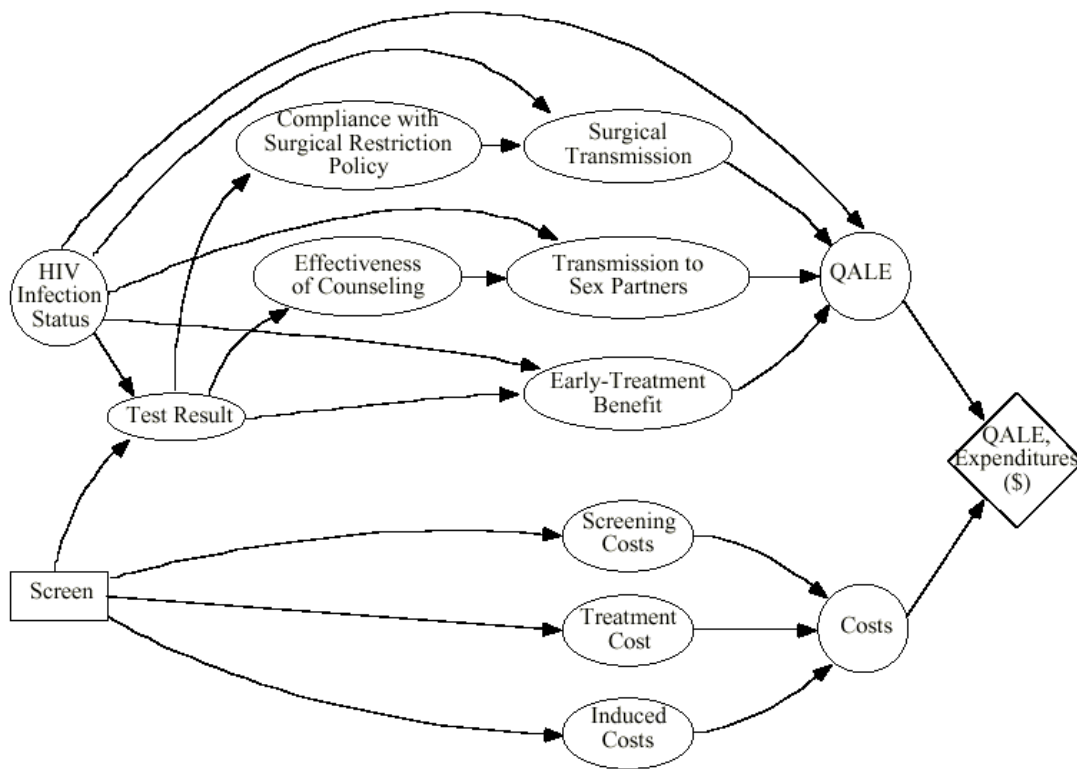 Compliance with
Surgical Restriction
Policy
Surgical
Transmission
HIV
Infection
Status
Effectiveness
of Counseling
Transmission to
Sex Partners
QALE
Test Result
Early-Treatment
Benefit
QALE,
Expenditures
($)
Screening
Costs
Screen
Treatment
Cost
Costs
Induced
Costs